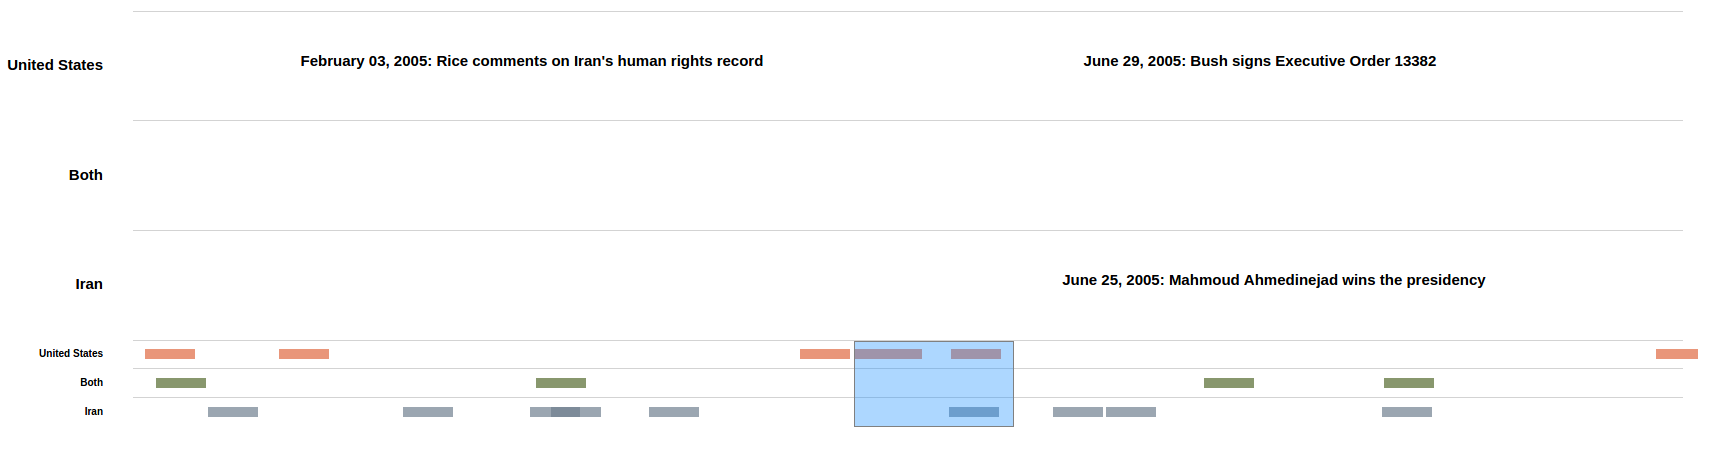 United States
February 03, 2005: Rice comments on Iran's human rights record
June 29, 2005: Bush signs Executive Order 13382
Both
Iran
June 25, 2005: Mahmoud Ahmedinejad wins the presidency
United States
Both
Iran